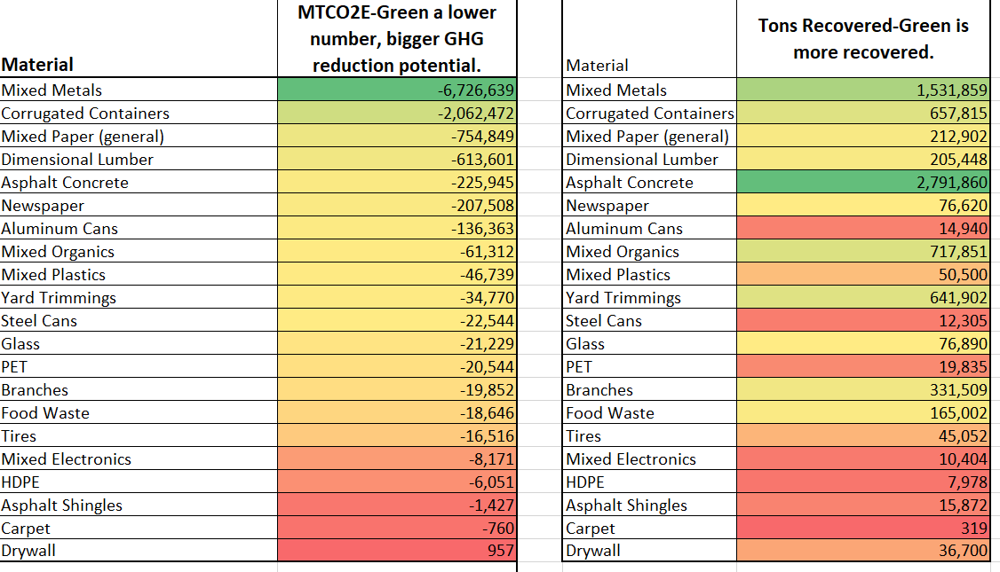 Material
MTCO2E-Green a lower
number, bigger GHG
reduction potential.
Mixed Metals -6,726,639
Corrugated Containers -2,062,472
Mixed Paper (general) -754,849
Dimensional Lumber -613,601
Asphalt Concrete -225,945
Newspaper -207,508
Aluminum Cans -136,363
Mixed Organics -61,312
Mixed Plastics -46,739
Yard Trimmings -34,770
Steel Cans -22,544
Glass -21,229
PET -20,544
Branches -19,852
Food Waste -18,646
Tires -16,516
Mixed Electronics -8,171
HDPE -6,051
Asphalt Shingles -1,427
Carpet -760
Drywall 957
Material
Tons Recovered-Green is
more recovered.
Mixed Metals 1,531,859
Corrugated Containers 657,815
Mixed Paper (general) 212,902
Dimensional Lumber 205,448
Asphalt Concrete 2,791,860
Newspaper 76,620
Aluminum Cans 14,940
Mixed Organics 717,851
Mixed Plastics 50,500
Yard Trimmings 641,902
Steel Cans 12,305
Glass 76,890
PET 19,835
Branches 331,509
Food Waste 165,002
Tires 45,052
Mixed Electronics 10,404
HDPE 7,978
Asphalt Shingles 15,872
Carpet 319
Drywall 36,700